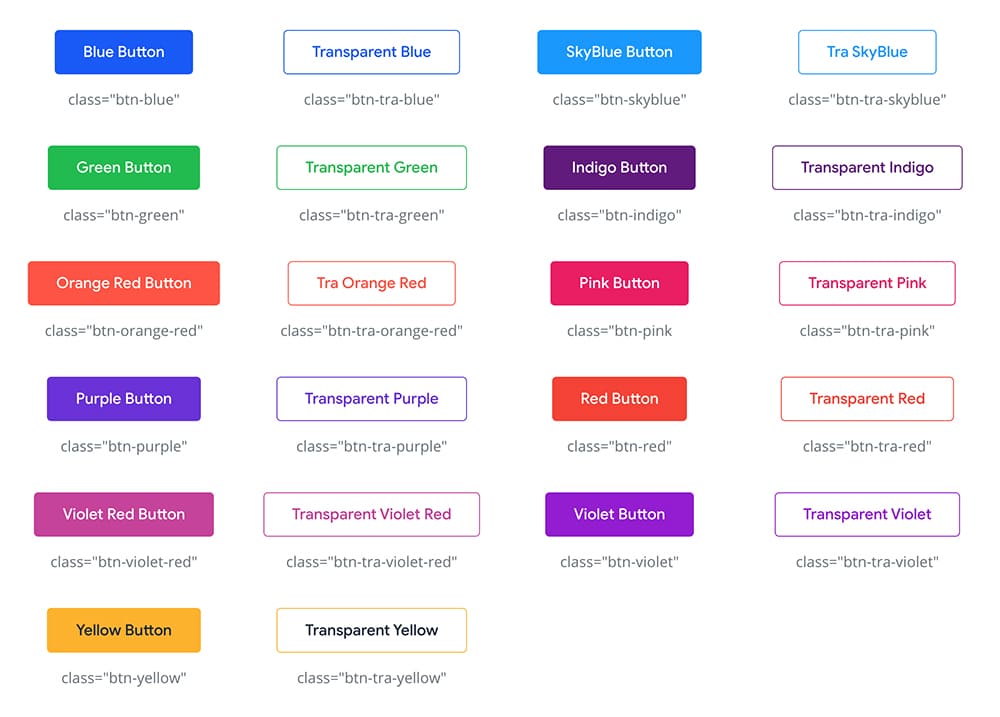 Blue Button
Transparent Blue
SkyBlue Button
Tra SkyBlue
class="btn-blue"
class="btn-tra-blue"
class="btn-skyblue"
class="btn-tra-skyblue"
Green Button
Transparent Green
Indigo Button
Transparent Indigo
class="btn-green"
class="btn-tra-green"
class="btn-indigo"
class="btn-tra-indigo"
Orange Red Button
Tra Orange Red
Pink Button
Transparent Pink
class="btn-orange-red"
class="btn-tra-orange-red"
class="btn-pink
class="btn-tra-pink"
Purple Button
Transparent Purple
Red Button
Transparent Red
class="btn-purple"
class="btn-tra-purple"
class="btn-red"
class="btn-tra-red"
Violet Red Button
Transparent Violet Red
Violet Button
Transparent Violet
class="btn-violet-red"
class="btn-tra-violet-red"
class="btn-violet"
class="btn-tra-violet"
Yellow Button
Transparent Yellow
class="btn-yellow"
class="btn-tra-yellow"